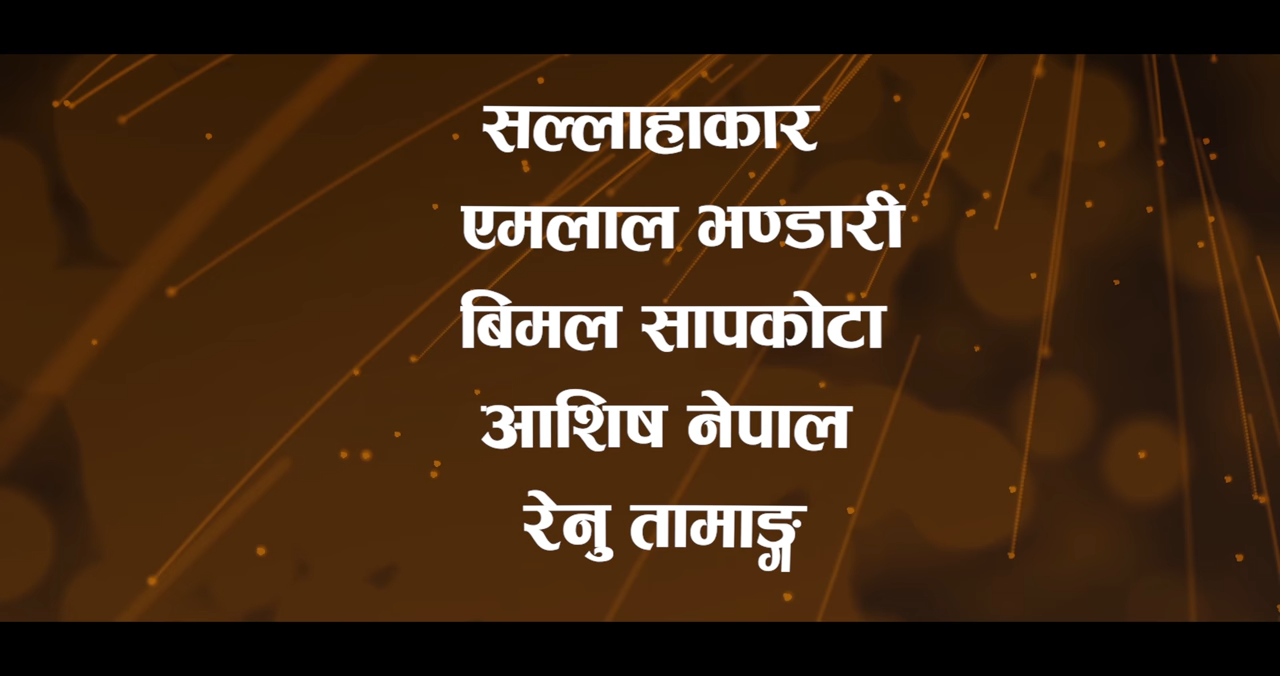 सल्लाहाकार
एमलाल भण्डारी
बिमल सापकोटा
आशिष नेपाल
रेनु तामाङ्ग